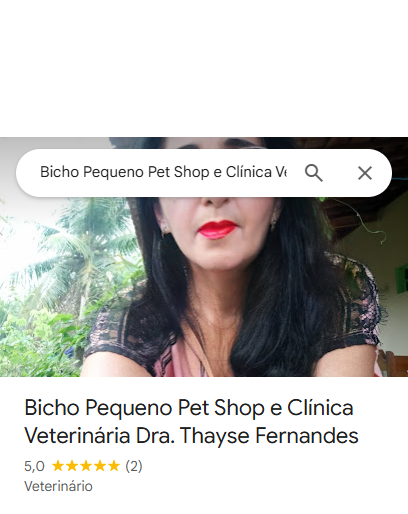 Bicho Pequeno Pet Shop e Clínica Ve
Bicho Pequeno Pet Shop e Clínica
Veterinária Dra. Thayse Fernandes
5,0 (2)
Veterinário